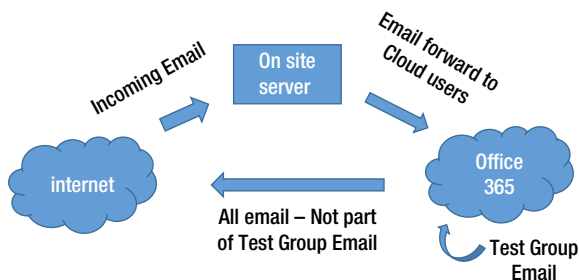 Incoming Email
On site
server
Email forward to
Cloud users
internet
Office
365
All email – Not part
of Test Group Email
Test Group
Email